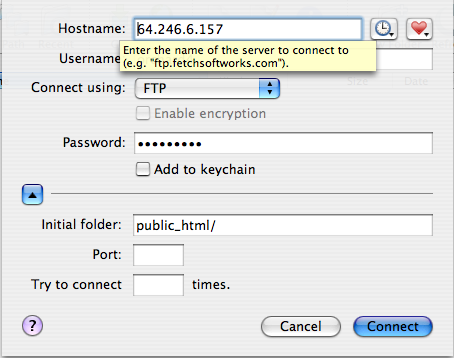 Hostname: 64.246.6.157
Enter the name of the server to connect to
(e.g. "ftp.fetchsoftworks.com").
Username
Connect using: FTP
Enable encryption
Password: •••••••••
Add to keychain
Initial folder: public_html/
Port:
Try to connect times.
? Cancel Connect